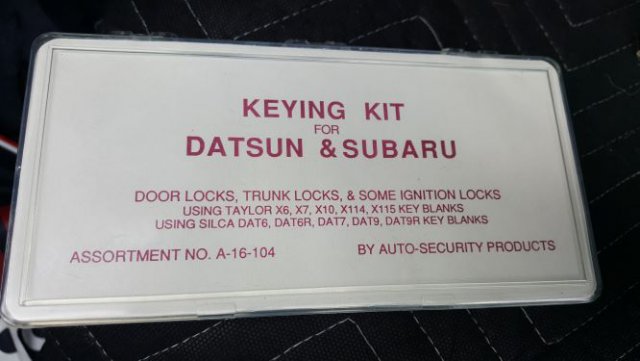 KEYING KIT
FOR
DATSUN & SUBARU
DOOR LOCKS, TRUNK LOCKS, & SOME IGNITION LOCKS
USING TAYLOR X6, X7, X10, X114, X115 KEY BLANKS
USING SILCA DAT6, DAT6R, DAT7, DAT9, DAT9R KEY BLANKS
ASSORTMENT NO. A-16-104 BY AUTO-SECURITY PRODUCTS